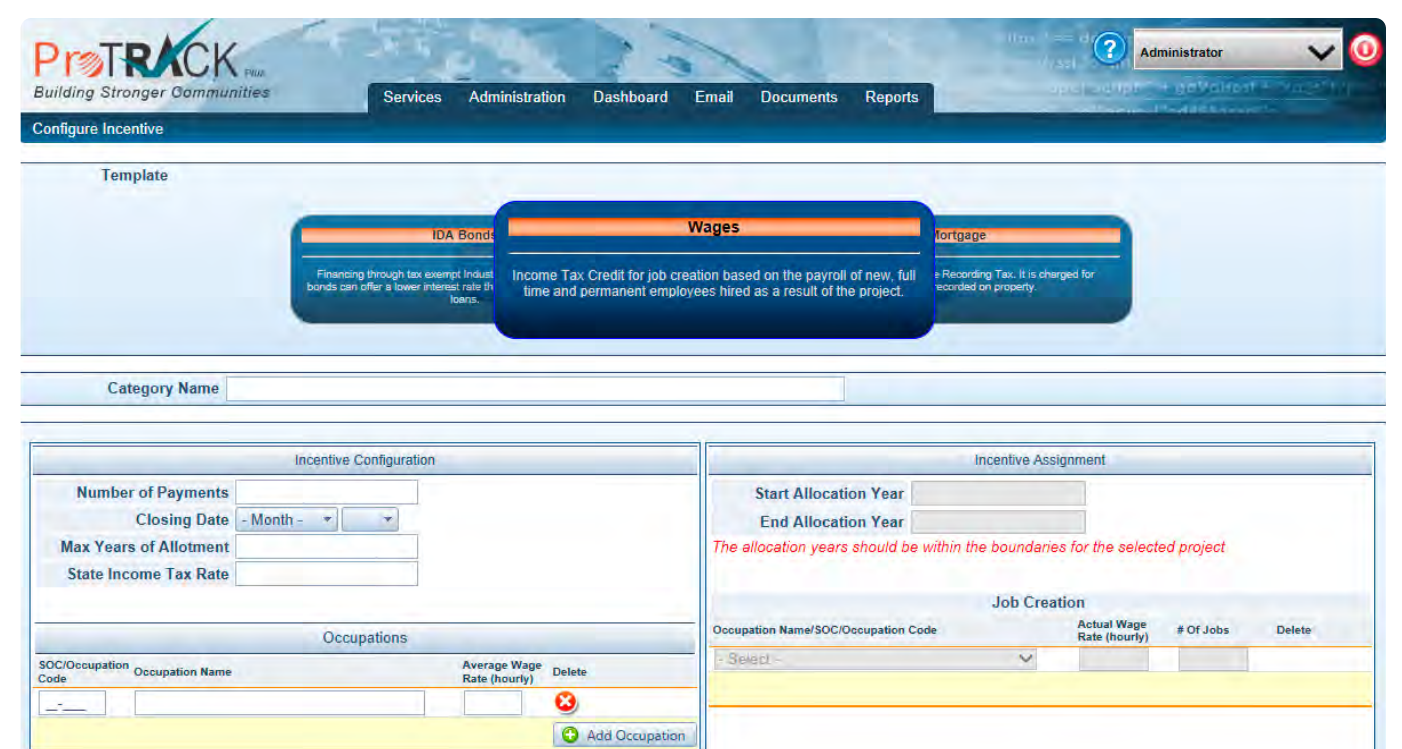 ProTRACK Plus
Building Stronger Communities
Administrator
Services Administration Dashboard Email Documents Reports
Configure Incentive
Template
IDA Bonds
Financing through tax exempt Indust
bonds can offer a lower interest rate th
loans.
Wages
Income Tax Credit for job creation based on the payroll of new, full
time and permanent employees hired as a result of the project.
Mortgage
e Recording Tax. It is charged for
recorded on property.
Category Name
Incentive Configuration
Number of Payments
Closing Date - Month -
Max Years of Allotment
State Income Tax Rate
Occupations
SOC/Occupation
Code
Occupation Name
Average Wage
Rate (hourly)
Delete
__-____
Add Occupation
Incentive Assignment
Start Allocation Year
End Allocation Year
The allocation years should be within the boundaries for the selected project
Job Creation
Occupation Name/SOC/Occupation Code
Actual Wage
Rate (hourly)
# Of Jobs
Delete
- Select -